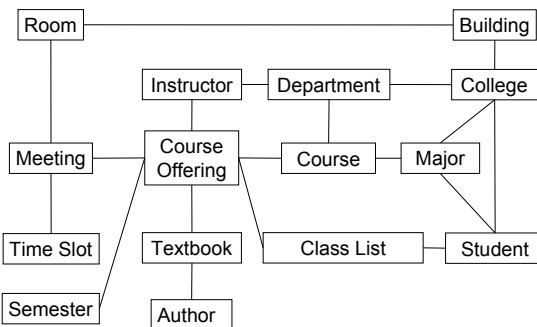 Room
Building
Instructor
Department
College
Meeting
Course
Offering
Course
Major
Time Slot
Textbook
Class List
Student
Semester
Author